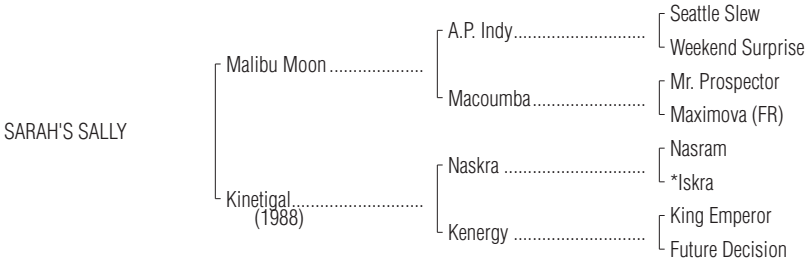 Seattle Slew
A.P. Indy..............................
Weekend Surprise
Malibu Moon .....................
Mr. Prospector
Macoumba..........................
Maximova (FR)
SARAH'S SALLY
Nasram
Naskra ................................
*Iskra
Kinetigal..............................
(1988)
King Emperor
Kenergy ..............................
Future Decision